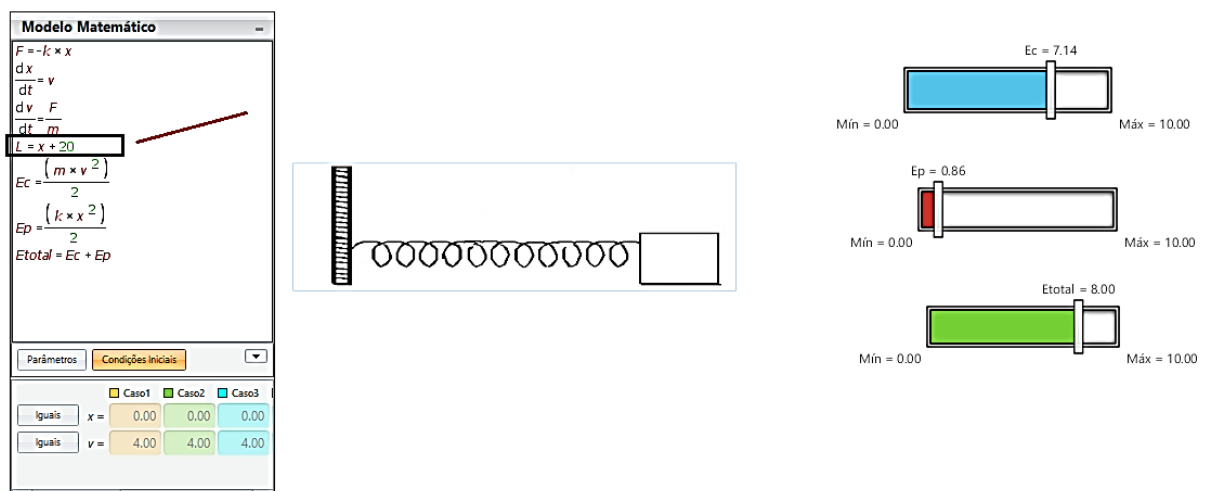 Modelo Matemático
F = -k × x
dx/dt = v
dv/dt = F/m
L = x + 20
Ec = (m × v^2)/2
Ep = (k × x^2)/2
Etotal = Ec + Ep
Parâmetros Condições Iniciais
Caso1 Caso2 Caso3
Iguais x = 0.00 0.00 0.00
Iguais v = 4.00 4.00 4.00
Ec = 7.14
Mín = 0.00 Máx = 10.00
Ep = 0.86
Mín = 0.00 Máx = 10.00
Etotal = 8.00
Mín = 0.00 Máx = 10.00